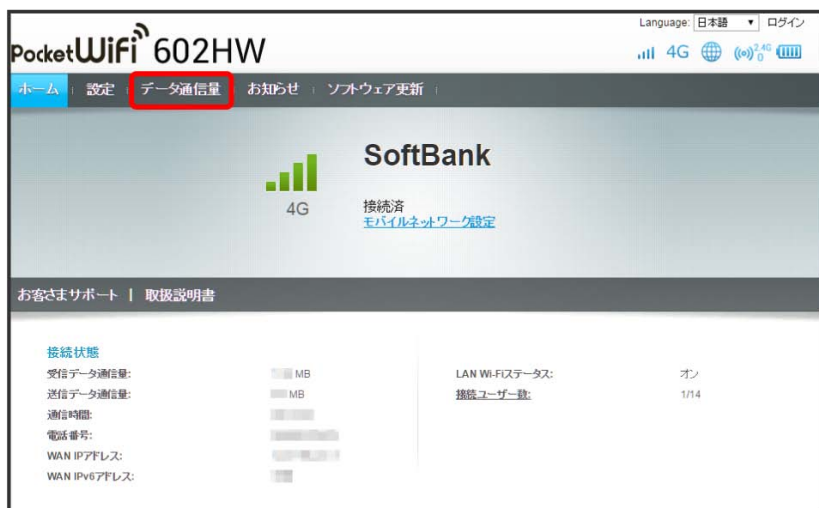 Language: 日本語 ログイン
PocketWiFi 602HW
4G 2.4G 0
ホーム 設定 データ通信量 お知らせ ソフトウェア更新
SoftBank
4G
接続済
モバイルネットワーク設定
お客さまサポート | 取扱説明書
接続状態
受信データ通信量: MB LAN Wi-Fiステータス: オン
送信データ通信量: MB 接続ユーザー数: 1/14
通信時間:
電話番号:
WAN IPアドレス:
WAN IPv6アドレス: